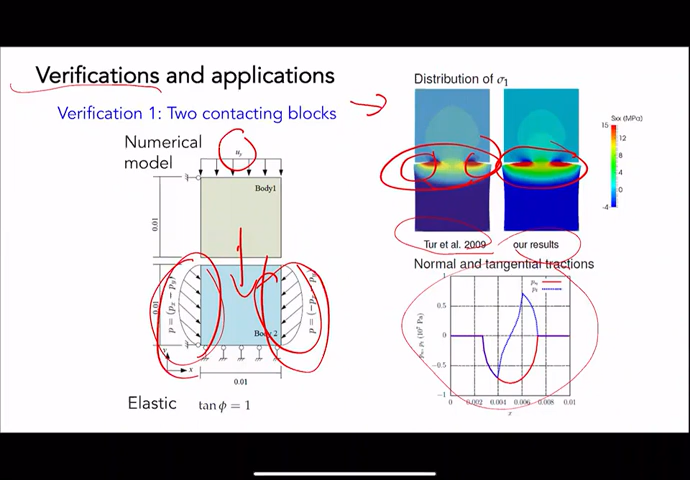 Verifications and applications
Verification 1: Two contacting blocks
Numerical
model
u_y
Body1
0.01
0.01
Body 2
y
x
0.01
Elastic tan ϕ = 1
Distribution of σ₁
Sxx (MPa)
15
12
8
4
0
-4
Tur et al. 2009
our results
Normal and tangential tractions
1
0.5
0
−0.5
−1
0 0.002 0.004 0.006 0.008 0.01
x